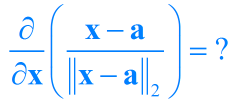 ∂/∂𝐱 ( (𝐱 − 𝐚) / ‖𝐱 − 𝐚‖₂ ) = ?